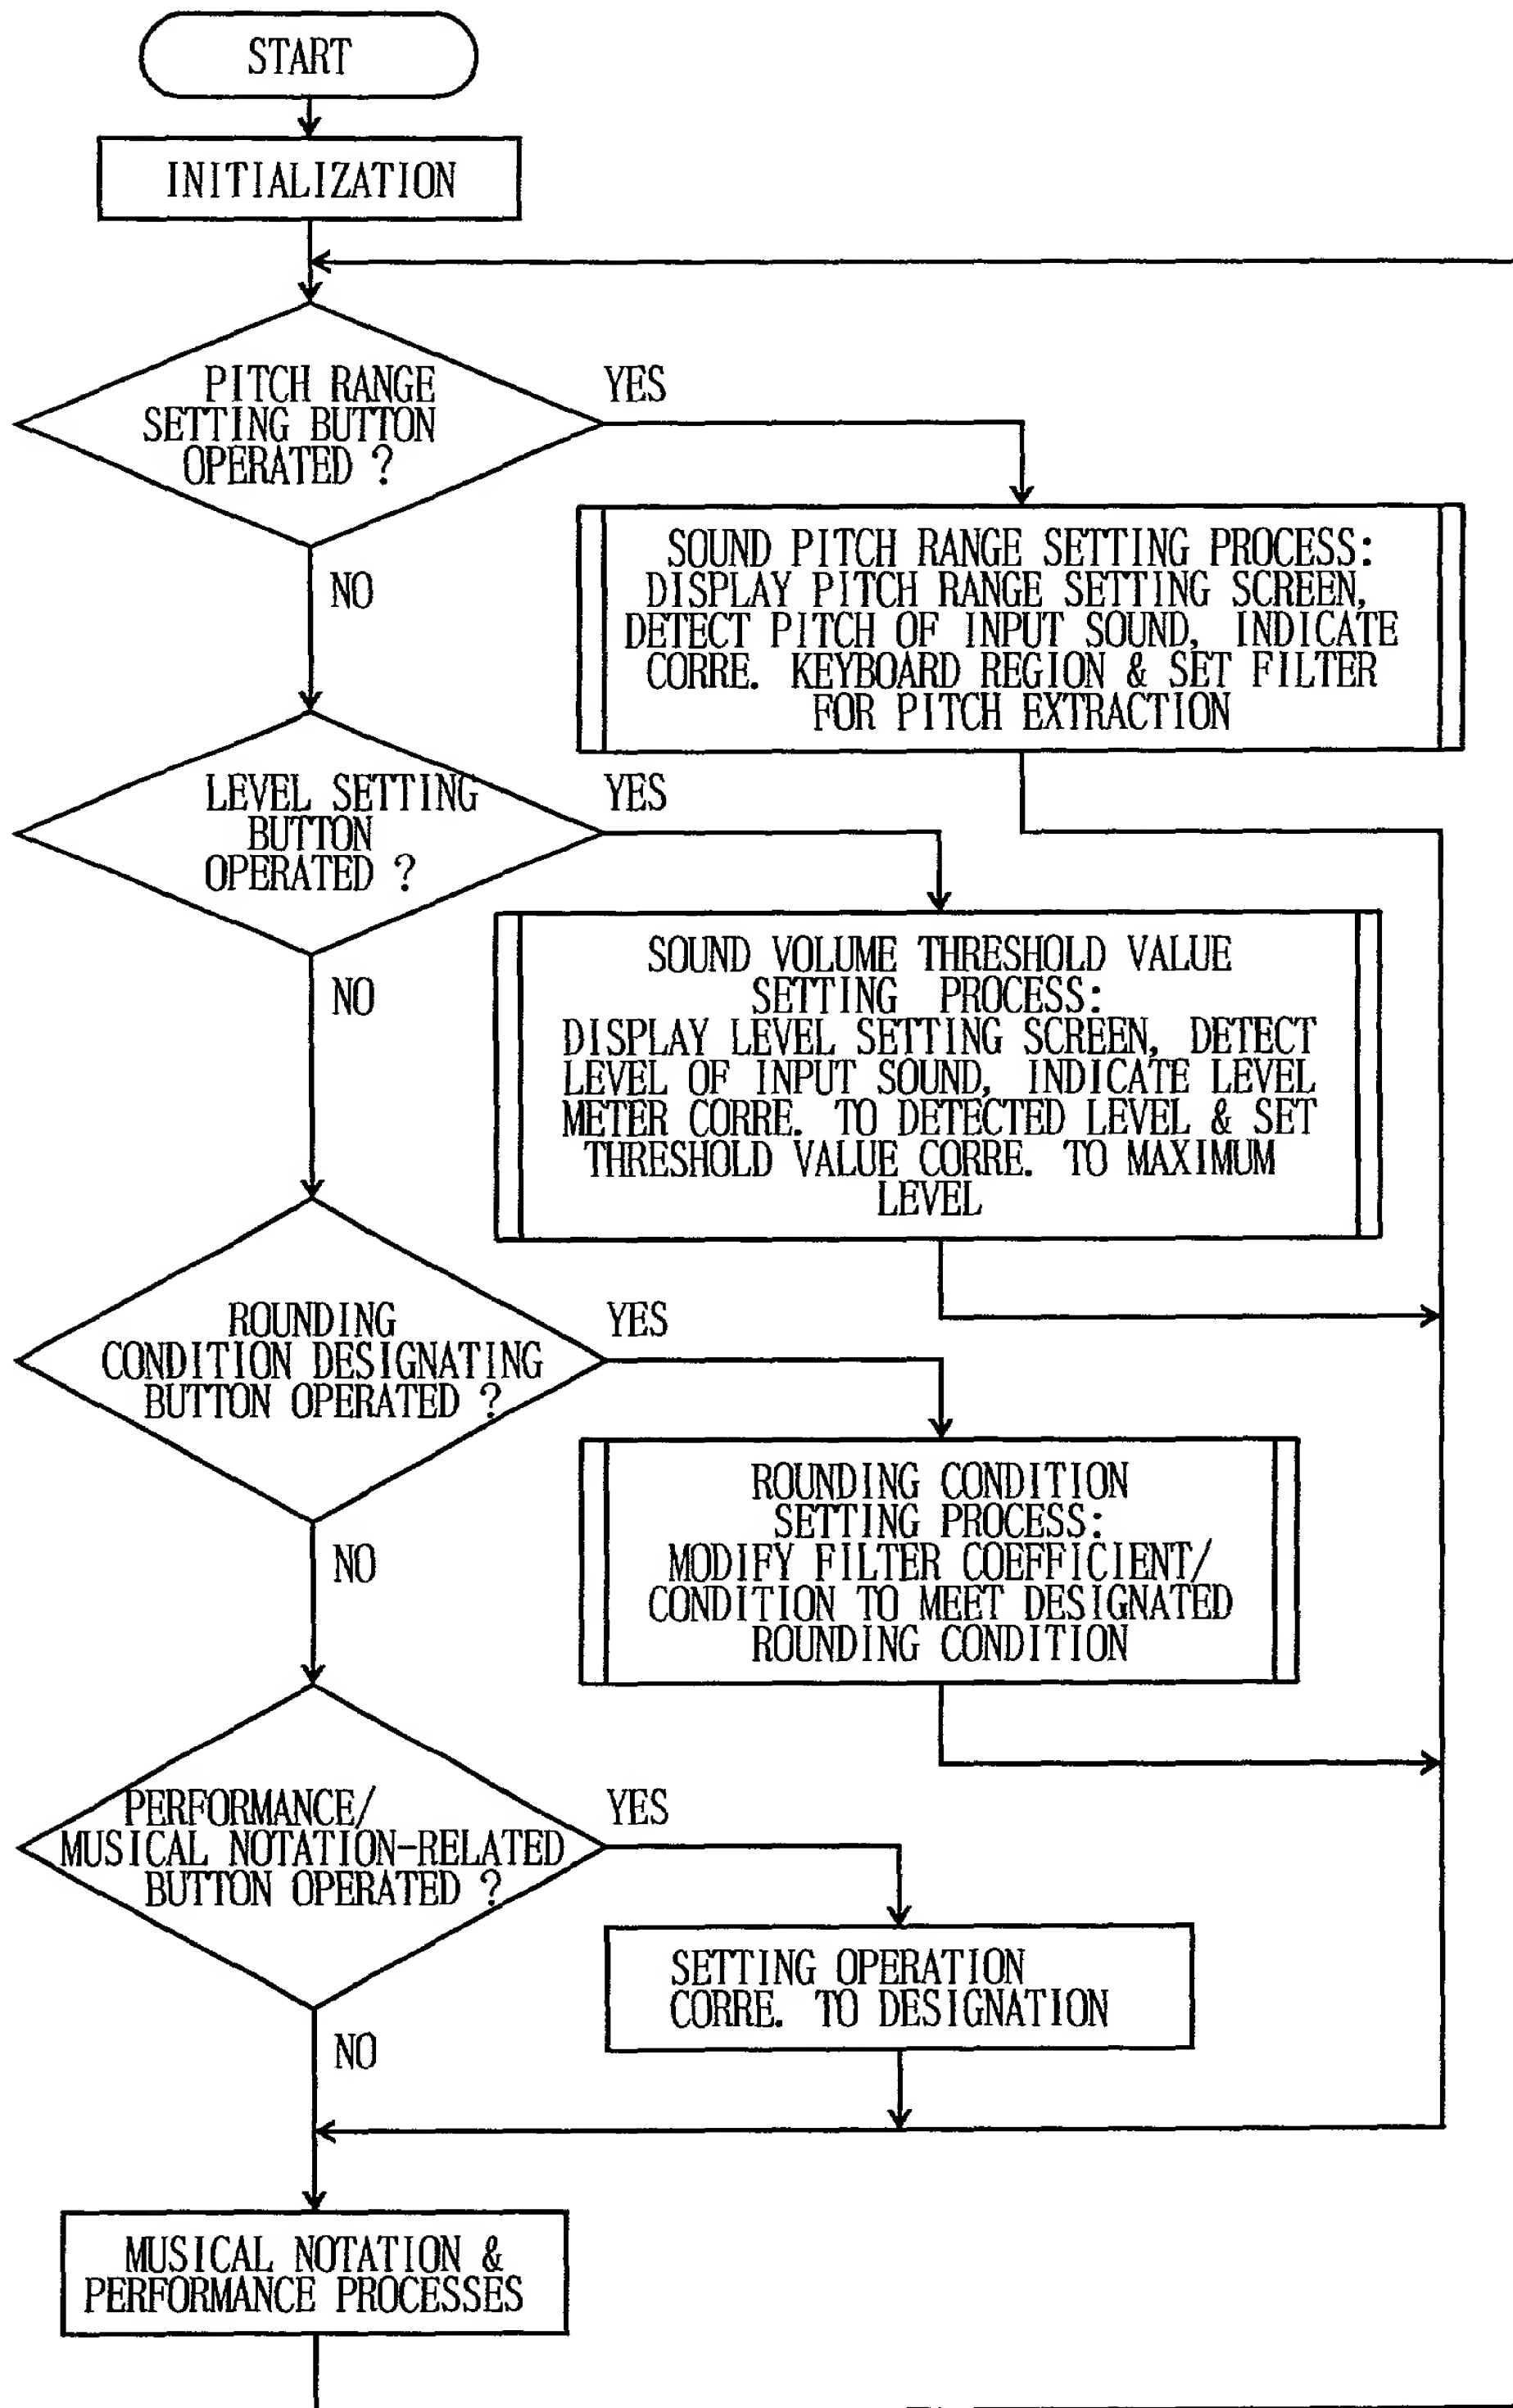 START
INITIALIZATION
PITCH RANGE
SETTING BUTTON
OPERATED ?
YES
NO
SOUND PITCH RANGE SETTING PROCESS:
DISPLAY PITCH RANGE SETTING SCREEN,
DETECT PITCH OF INPUT SOUND, INDICATE
CORRE. KEYBOARD REGION & SET FILTER
FOR PITCH EXTRACTION
LEVEL SETTING
BUTTON
OPERATED ?
YES
NO
SOUND VOLUME THRESHOLD VALUE
SETTING PROCESS:
DISPLAY LEVEL SETTING SCREEN, DETECT
LEVEL OF INPUT SOUND, INDICATE LEVEL
METER CORRE. TO DETECTED LEVEL & SET
THRESHOLD VALUE CORRE. TO MAXIMUM
LEVEL
ROUNDING
CONDITION DESIGNATING
BUTTON OPERATED ?
YES
NO
ROUNDING CONDITION
SETTING PROCESS:
MODIFY FILTER COEFFICIENT/
CONDITION TO MEET DESIGNATED
ROUNDING CONDITION
PERFORMANCE/
MUSICAL NOTATION-RELATED
BUTTON OPERATED ?
YES
NO
SETTING OPERATION
CORRE. TO DESIGNATION
MUSICAL NOTATION &
PERFORMANCE PROCESSES